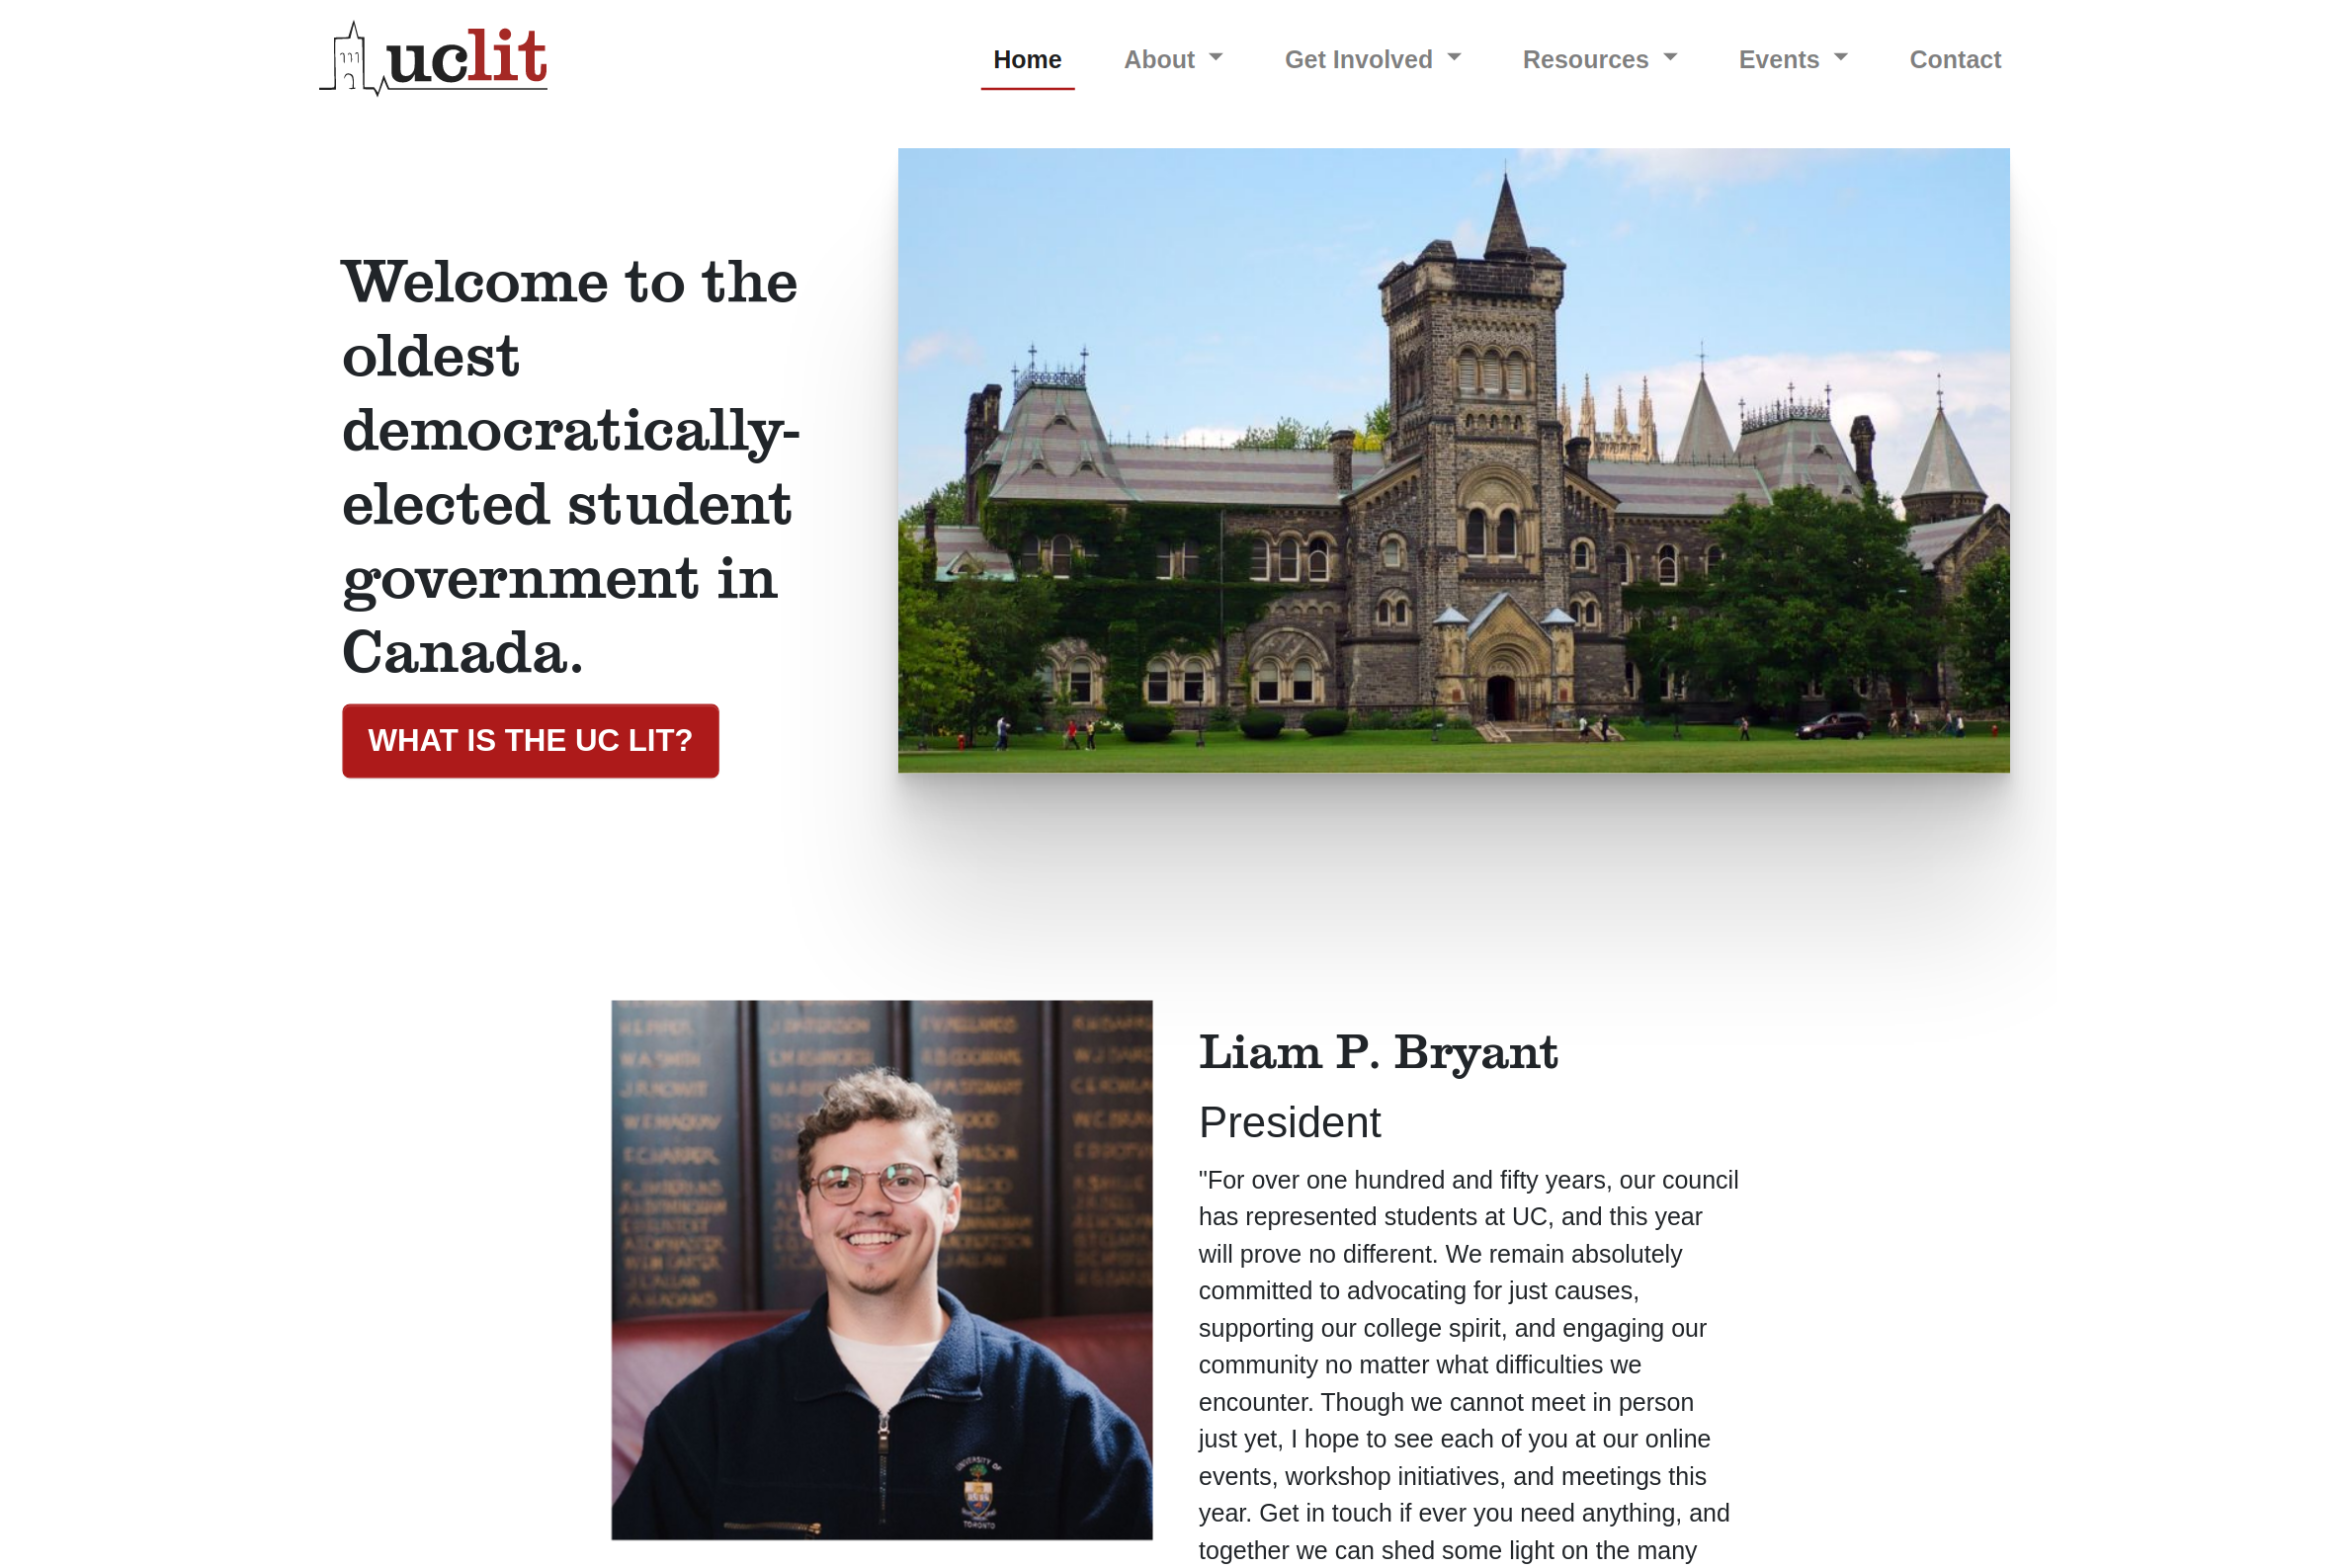 uclit
Home
About
Get Involved
Resources
Events
Contact
Welcome to the
oldest
democratically-
elected student
government in
Canada.
WHAT IS THE UC LIT?
Liam P. Bryant
President
"For over one hundred and fifty years, our council
has represented students at UC, and this year
will prove no different. We remain absolutely
committed to advocating for just causes,
supporting our college spirit, and engaging our
community no matter what difficulties we
encounter. Though we cannot meet in person
just yet, I hope to see each of you at our online
events, workshop initiatives, and meetings this
year. Get in touch if ever you need anything, and
together we can shed some light on the many
UNIVERSITY OF
TORONTO